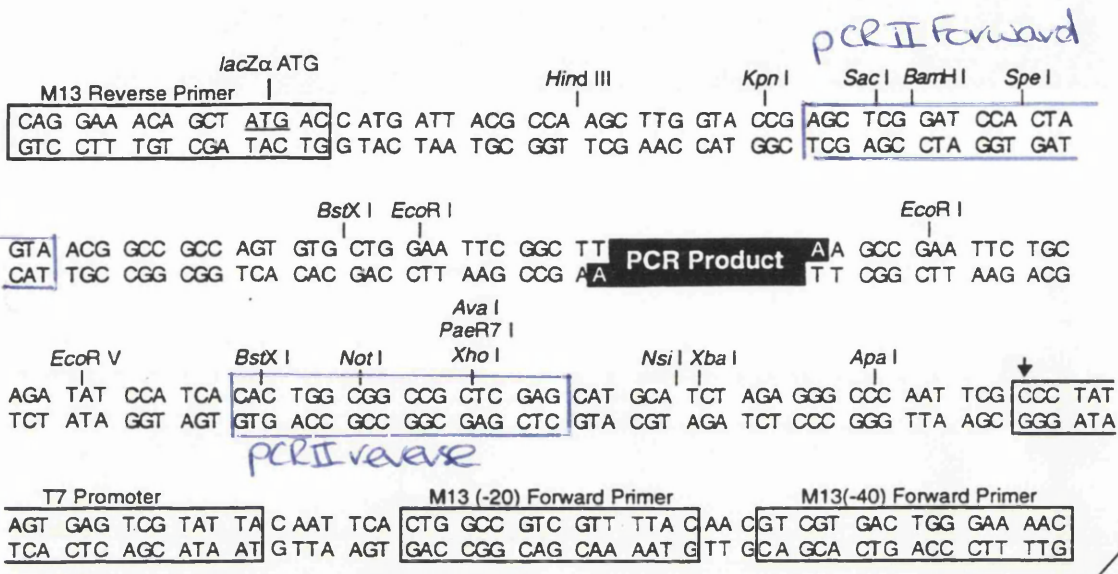 pCRII Forward
lacZα ATG
Hind III Kpn I Sac I BamH I Spe I
M13 Reverse Primer
CAG GAA ACA GCT ATG AC C ATG ATT ACG CCA AGC TTG GTA CCG AGC TCG GAT CCA CTA
GTC CTT TGT CGA TAC TG G TAC TAA TGC GGT TCG AAC CAT GGC TCG AGC CTA GGT GAT
BstX I EcoR I EcoR I
GTA ACG GCC GCC AGT GTG CTG GAA TTC GGC TT PCR Product A A GCC GAA TTC TGC
CAT TGC CGG CGG TCA CAC GAC CTT AAG CCG A A T T CGG CTT AAG ACG
Ava I
PaeR7 I
EcoR V BstX I Not I Xho I Nsi I Xba I Apa I
AGA TAT CCA TCA CAC TGG CGG CCG CTC GAG CAT GCA TCT AGA GGG CCC AAT TCG CCC TAT
TCT ATA GGT AGT GTG ACC GCC GGC GAG CTC GTA CGT AGA TCT CCC GGG TTA AGC GGG ATA
pCRII reverse
T7 Promoter M13 (-20) Forward Primer M13(-40) Forward Primer
AGT GAG TCG TAT TA C AAT TCA CTG GCC GTC GTT TTA C AA C GT CGT GAC TGG GAA AAC
TCA CTC AGC ATA AT G TTA AGT GAC CGG CAG CAA AAT G TT G CA GCA CTG ACC CTT TTG